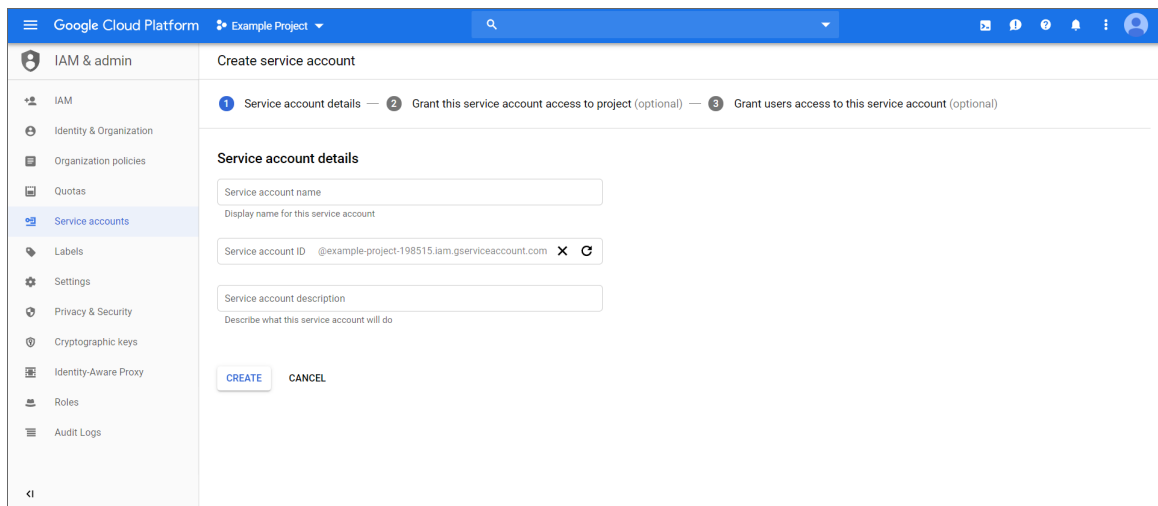 Google Cloud Platform Example Project
IAM & admin
Create service account
IAM
Identity & Organization
Organization policies
Quotas
Service accounts
Labels
Settings
Privacy & Security
Cryptographic keys
Identity-Aware Proxy
Roles
Audit Logs
1 Service account details — 2 Grant this service account access to project (optional) — 3 Grant users access to this service account (optional)
Service account details
Service account name
Display name for this service account
Service account ID @example-project-198515.iam.gserviceaccount.com
Service account description
Describe what this service account will do
CREATE CANCEL